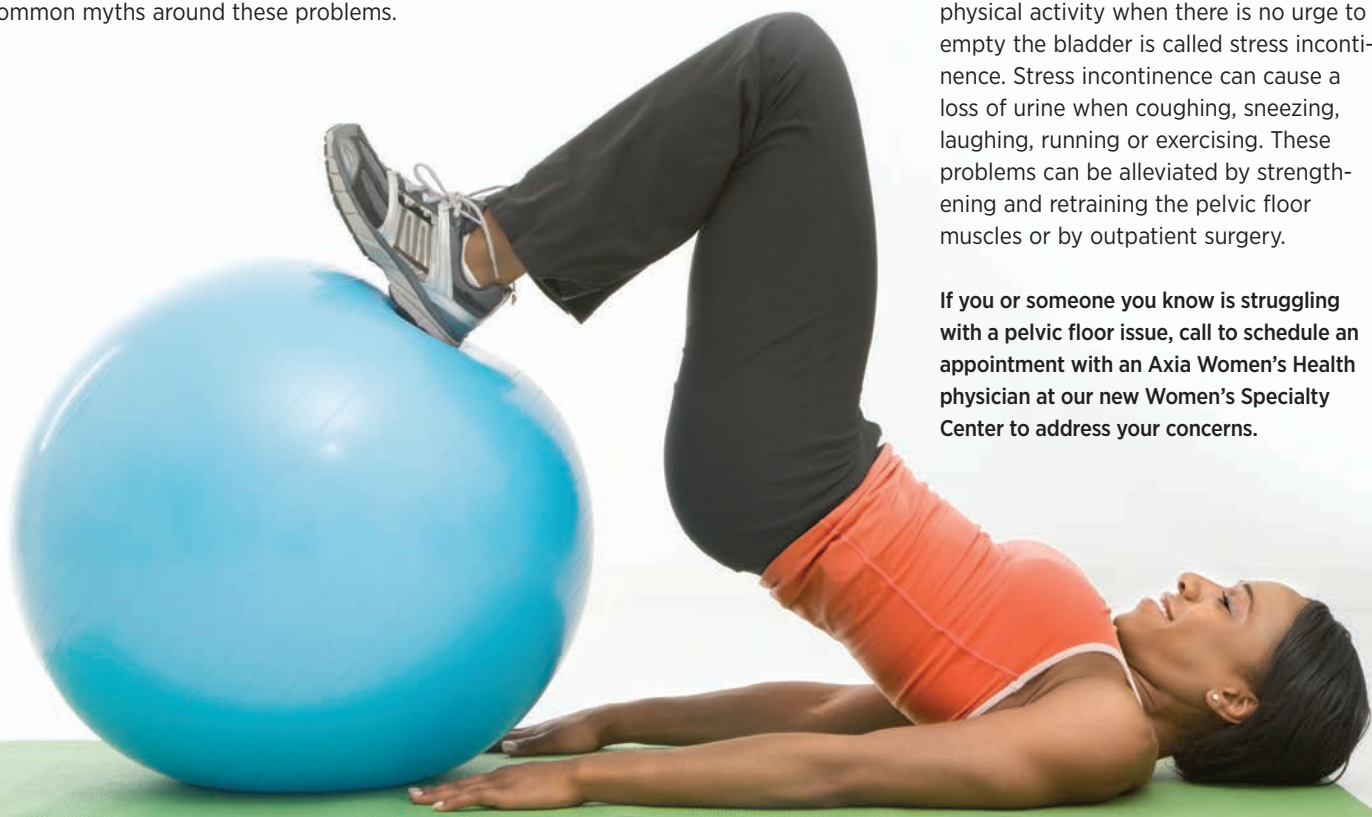 common myths around these problems.
physical activity when there is no urge to
empty the bladder is called stress inconti-
nence. Stress incontinence can cause a
loss of urine when coughing, sneezing,
laughing, running or exercising. These
problems can be alleviated by strength-
ening and retraining the pelvic floor
muscles or by outpatient surgery.
If you or someone you know is struggling
with a pelvic floor issue, call to schedule an
appointment with an Axia Women’s Health
physician at our new Women’s Specialty
Center to address your concerns.